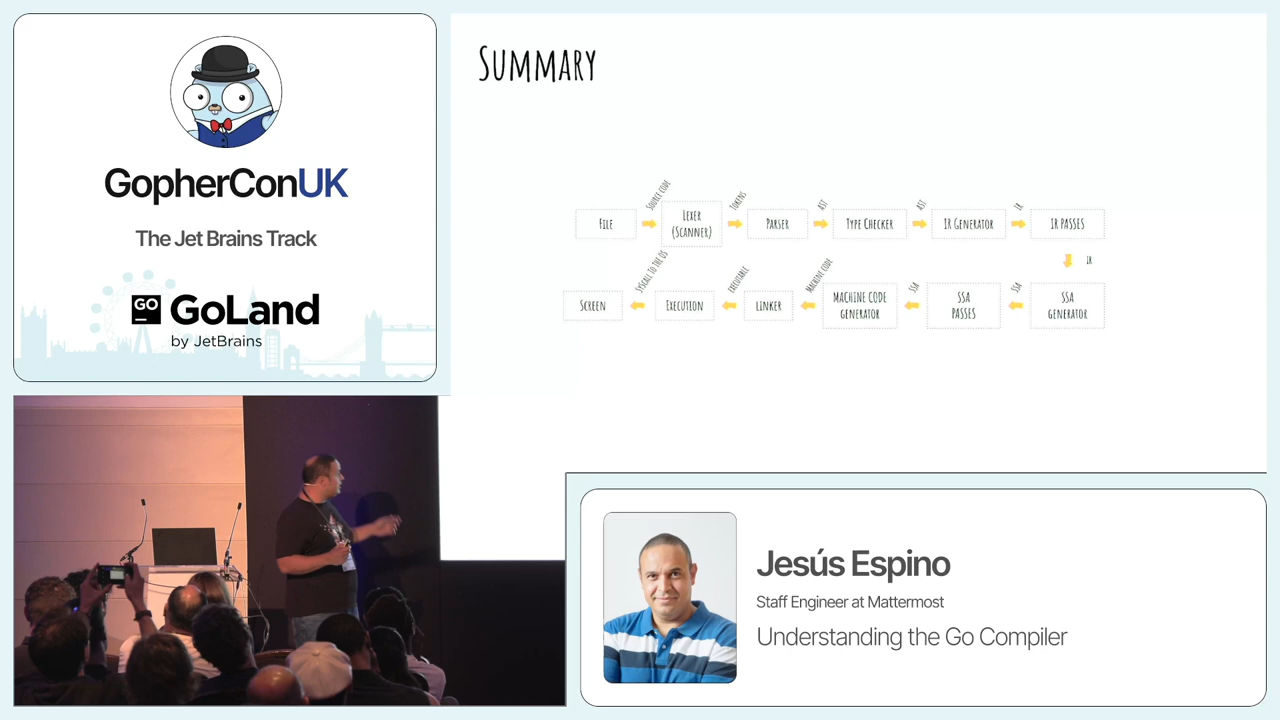 GopherConUK
The Jet Brains Track
GO
GoLand
by JetBrains
SUMMARY
SOURCE CODE
TOKENS
AST
AST
IR
FILE
LEXER
(SCANNER)
PARSER
TYPE CHECKER
IR GENERATOR
IR PASSES
IR
SYSCALL TO THE OS
EXECUTABLE
MACHINE CODE
SSA
SSA
SCREEN
EXECUTION
LINKER
MACHINE CODE
GENERATOR
SSA
PASSES
SSA
GENERATOR
Jesús Espino
Staff Engineer at Mattermost
Understanding the Go Compiler